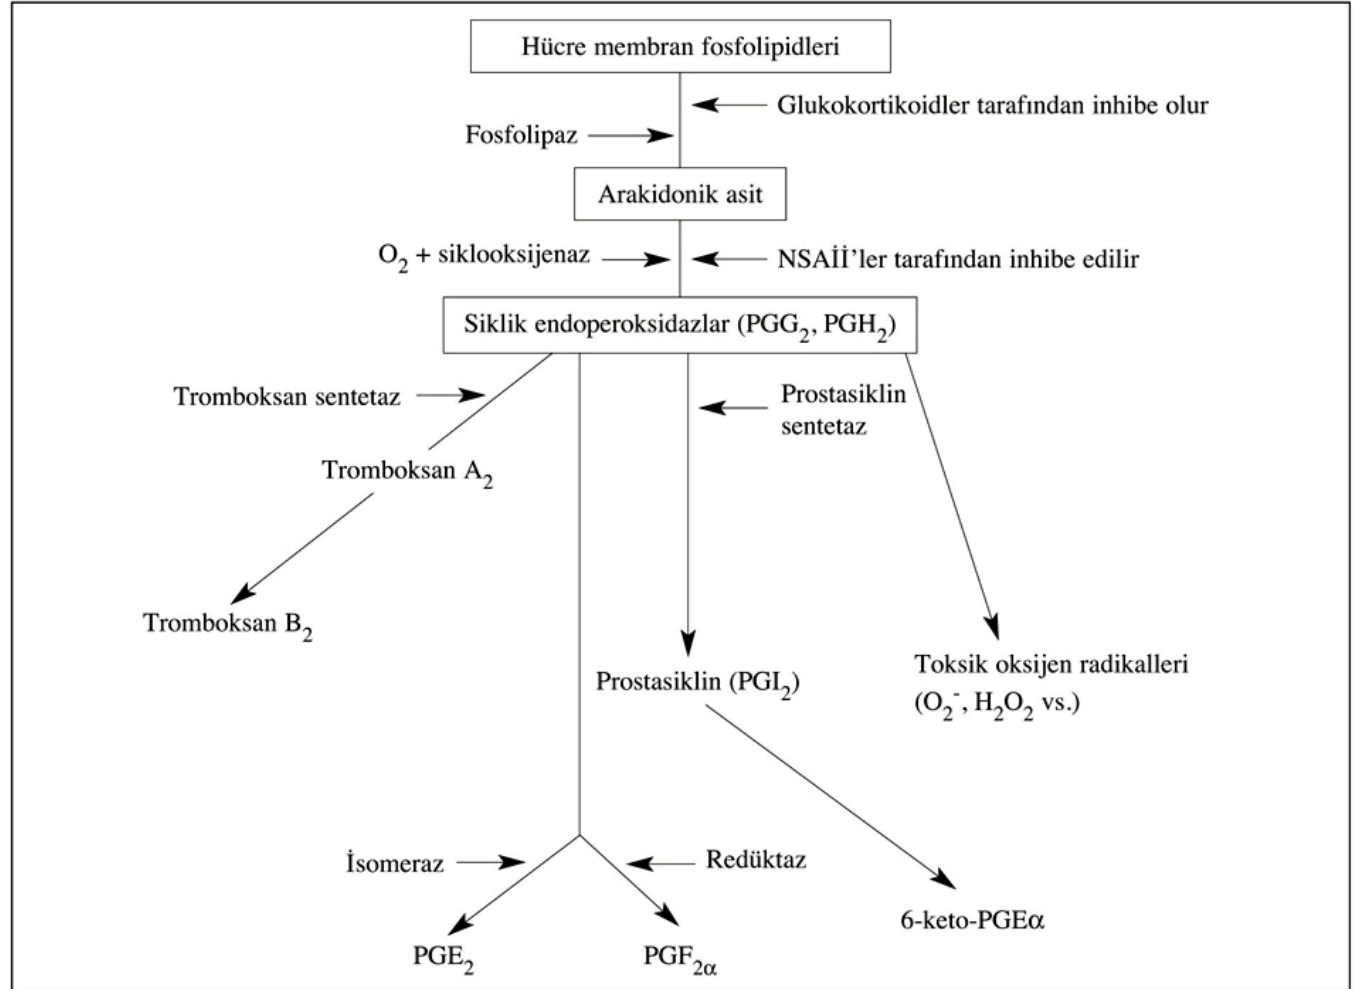 Hücre membran fosfolipidleri
Glukokortikoidler tarafından inhibe olur
Fosfolipaz
Arakidonik asit
O₂ + siklooksijenaz
NSAİİ'ler tarafından inhibe edilir
Siklik endoperoksidazlar (PGG₂, PGH₂)
Tromboksan sentetaz
Prostasiklin
sentetaz
Tromboksan A₂
Tromboksan B₂
Prostasiklin (PGI₂)
Toksik oksijen radikalleri
(O₂⁻, H₂O₂ vs.)
İsomeraz
Redüktaz
6-keto-PGEα
PGE₂
PGF₂α